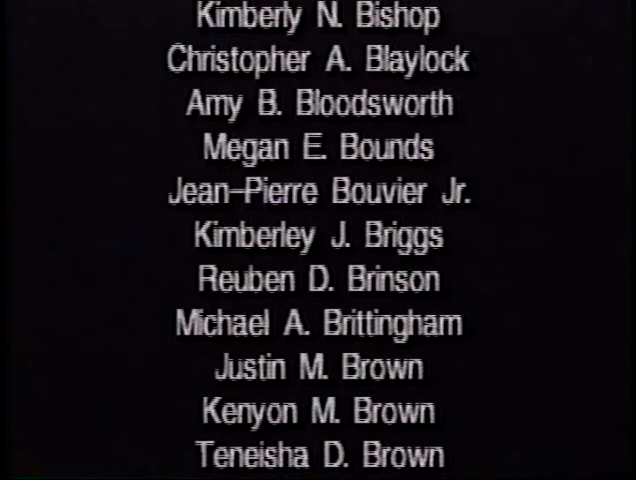 Kimberly N. Bishop
Christopher A. Blaylock
Amy B. Bloodsworth
Megan E. Bounds
Jean-Pierre Bouvier Jr.
Kimberley J. Briggs
Reuben D. Brinson
Michael A. Brittingham
Justin M. Brown
Kenyon M. Brown
Teneisha D. Brown